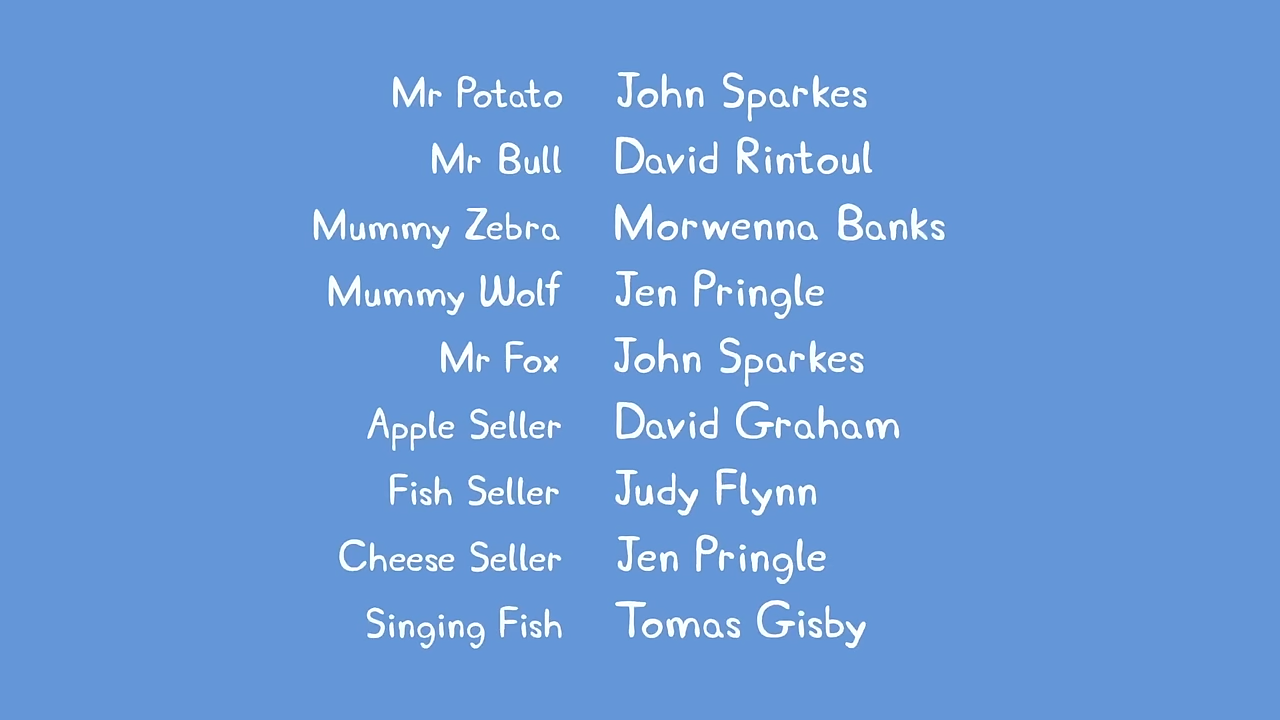 Mr Potato John Sparkes
Mr Bull David Rintoul
Mummy Zebra Morwenna Banks
Mummy Wolf Jen Pringle
Mr Fox John Sparkes
Apple Seller David Graham
Fish Seller Judy Flynn
Cheese Seller Jen Pringle
Singing Fish Tomas Gisby